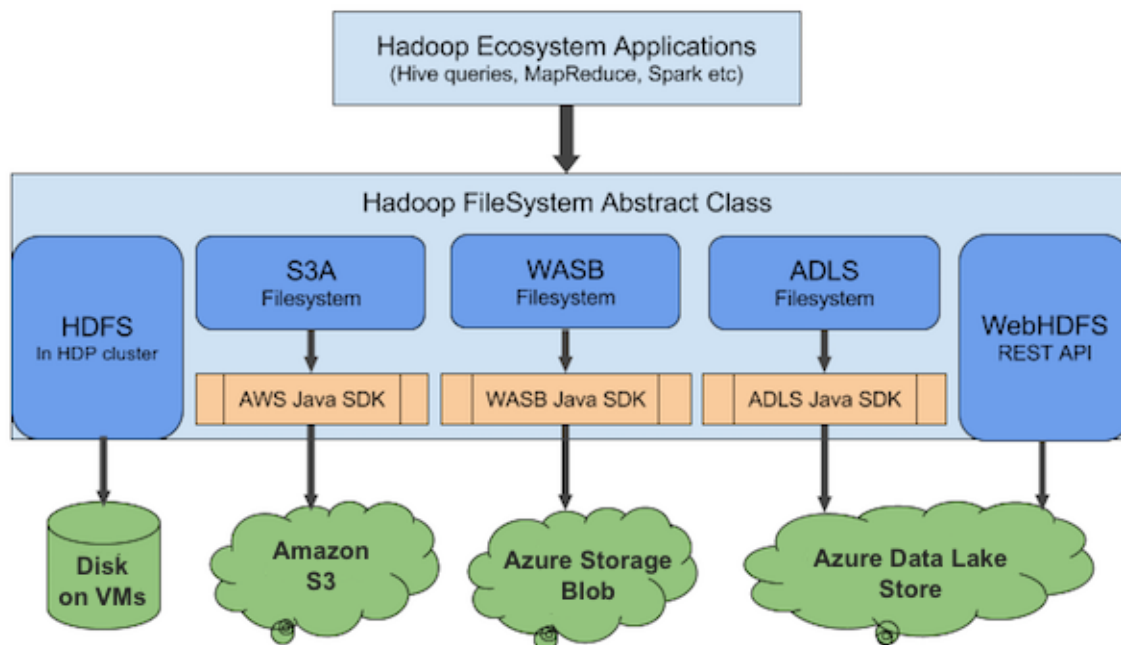 Hadoop Ecosystem Applications
(Hive queries, MapReduce, Spark etc)
Hadoop FileSystem Abstract Class
HDFS
In HDP cluster
S3A
Filesystem
WASB
Filesystem
ADLS
Filesystem
WebHDFS
REST API
AWS Java SDK
WASB Java SDK
ADLS Java SDK
Disk
on VMs
Amazon
S3
Azure Storage
Blob
Azure Data Lake
Store